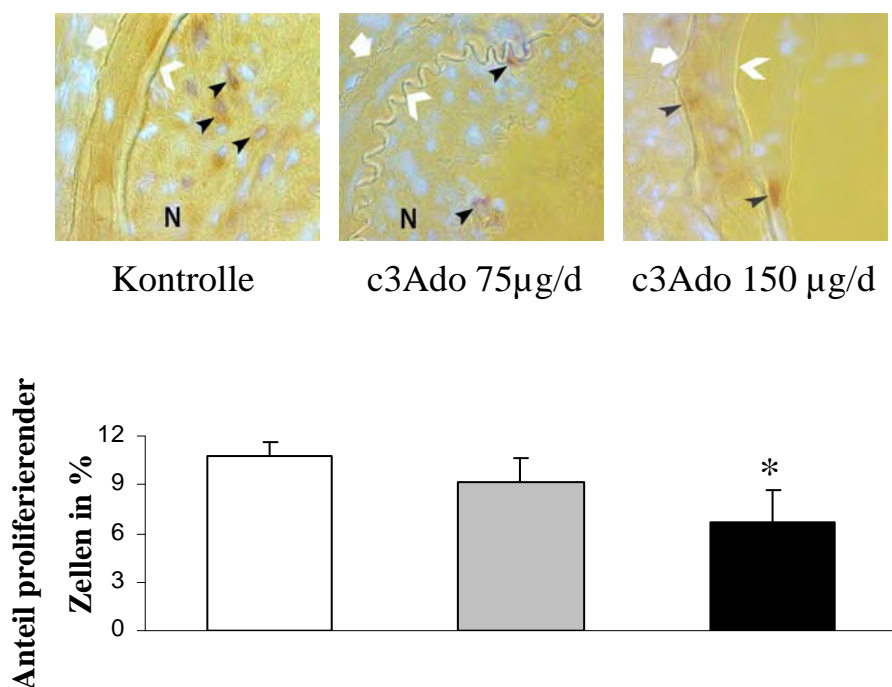 N
N
Kontrolle
c3Ado 75µg/d
c3Ado 150 µg/d
Anteil proliferierender
Zellen in %
12
9
6
3
0
*